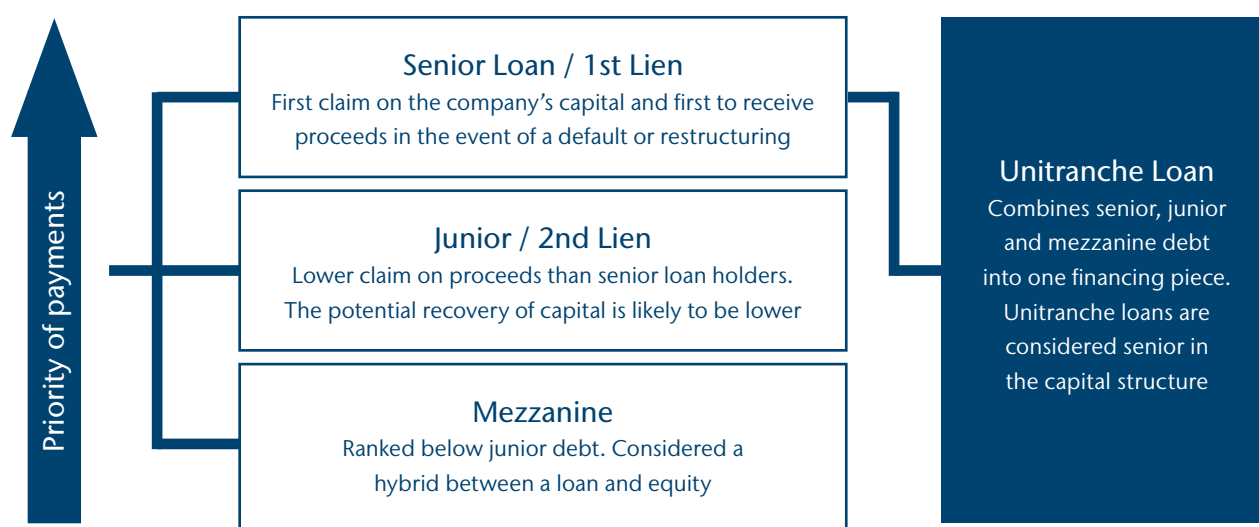 Priority of payments
Senior Loan / 1st Lien
First claim on the company’s capital and first to receive
proceeds in the event of a default or restructuring
Junior / 2nd Lien
Lower claim on proceeds than senior loan holders.
The potential recovery of capital is likely to be lower
Mezzanine
Ranked below junior debt. Considered a
hybrid between a loan and equity
Unitranche Loan
Combines senior, junior
and mezzanine debt
into one financing piece.
Unitranche loans are
considered senior in
the capital structure